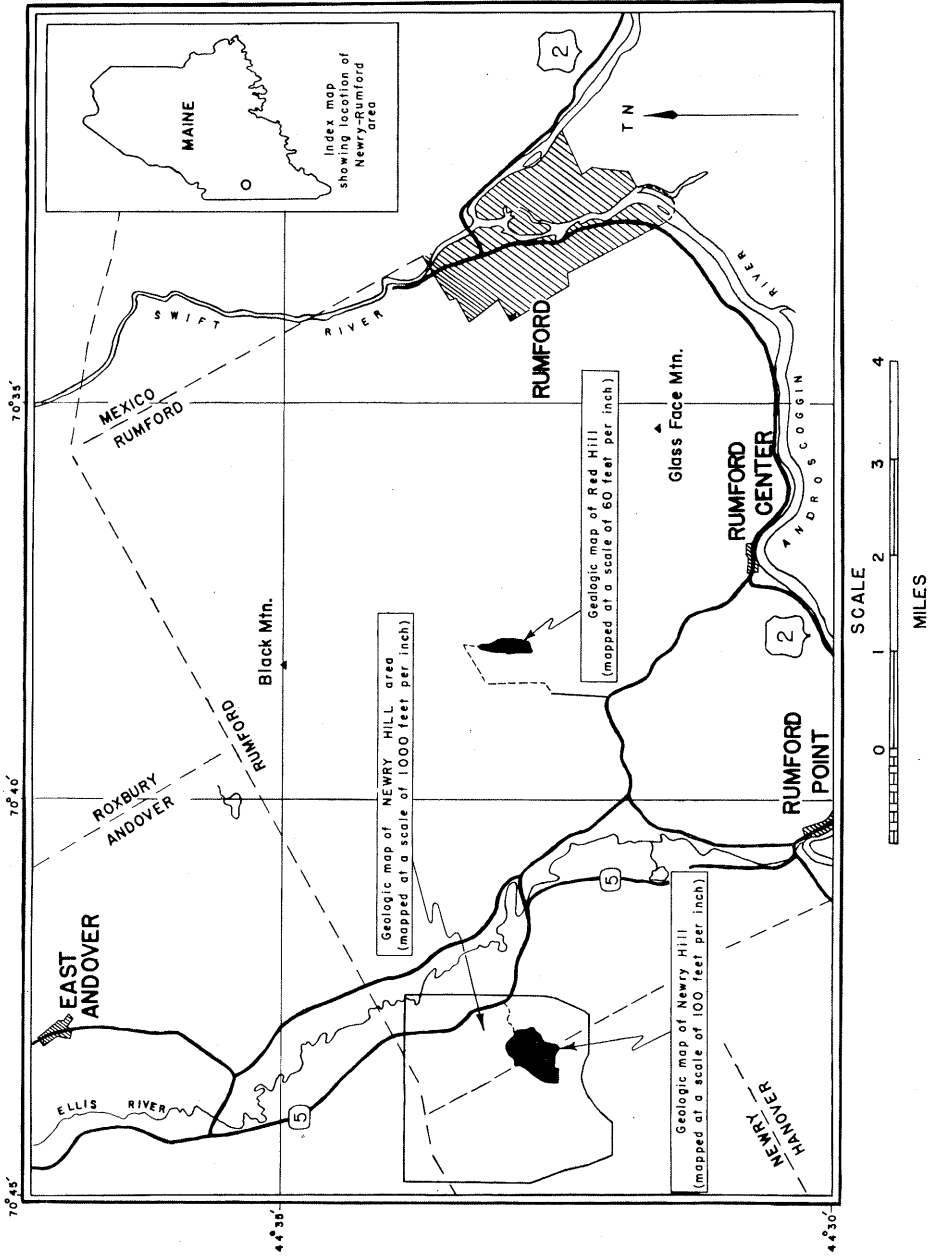 70°45'
70°40'
70°35'
44°35'
44°30'
MAINE
Index map
showing location of
Newry-Rumford
area
EAST
ANDOVER
ELLIS RIVER
5
ROXBURY
ANDOVER
RUMFORD
Black Mtn.
MEXICO
RUMFORD
SWIFT
RIVER
2
TN
RUMFORD
Geologic map of NEWRY HILL area
(mapped at a scale of 1000 feet per inch)
Geologic map of Red Hill
(mapped at a scale of 60 feet per inch)
Glass Face Mtn.
5
Geologic map of Newry Hill
(mapped at a scale of 100 feet per inch)
NEWRY
HANOVER
RUMFORD
POINT
2
RUMFORD
CENTER
ANDROSCOGGIN
RIVER
SCALE
0 1 2 3 4
MILES